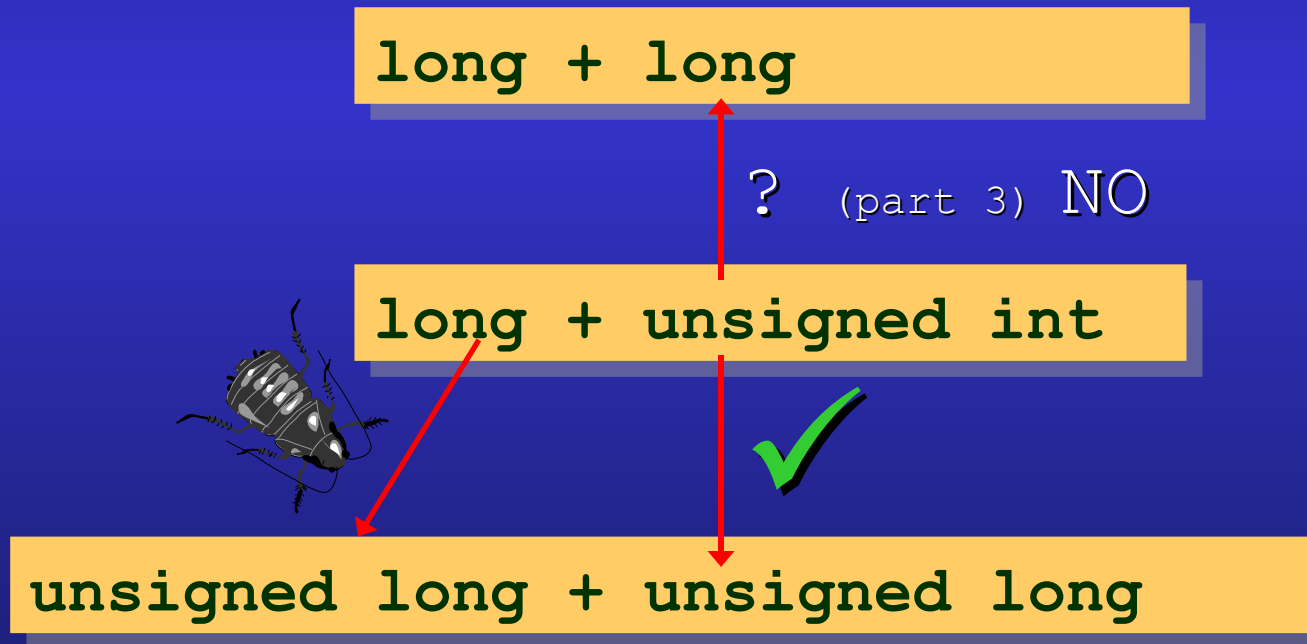 long + long
? (part 3) NO
long + unsigned int
unsigned long + unsigned long